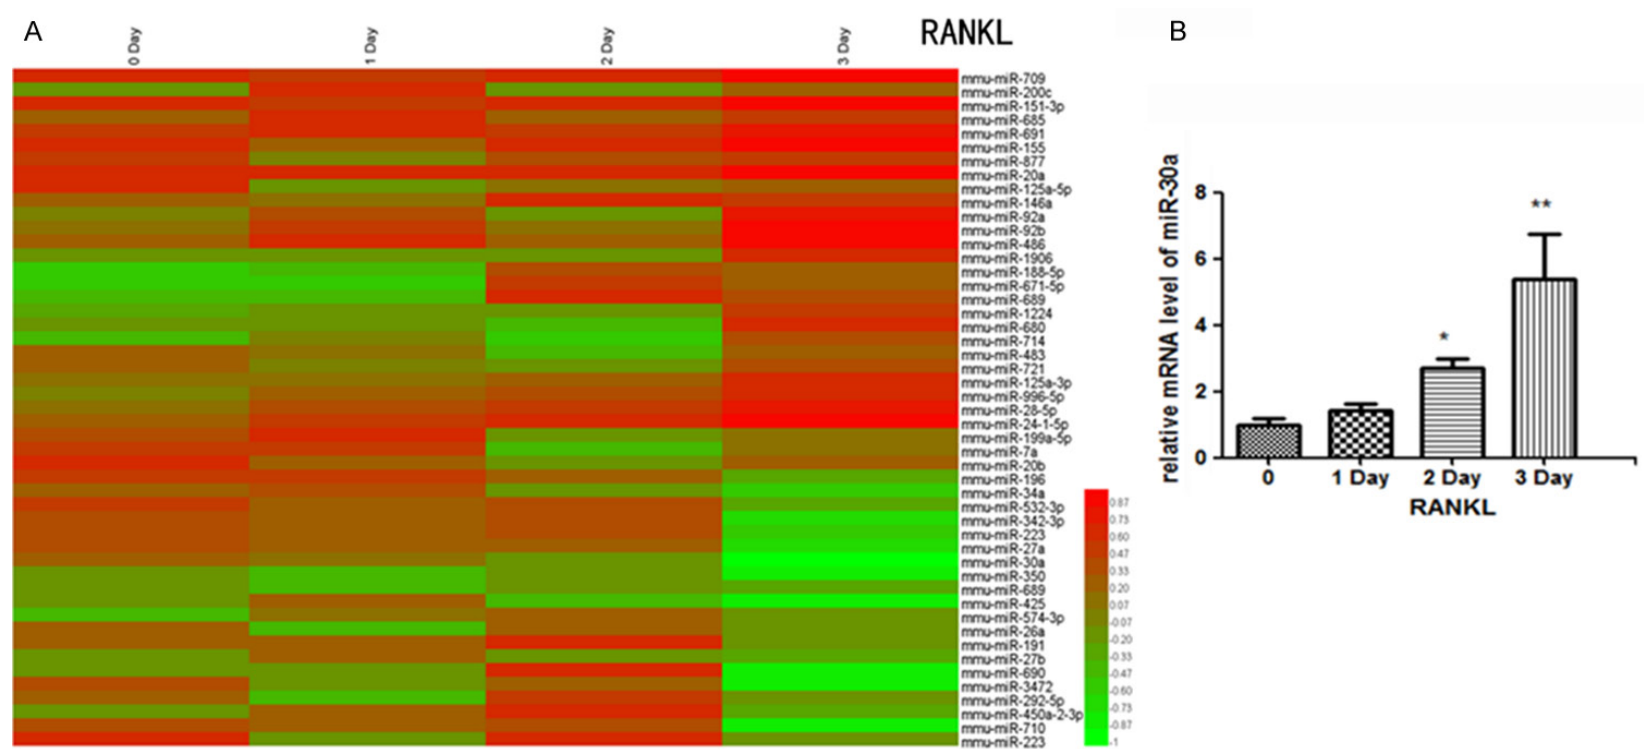 A
0 Day
1 Day
2 Day
3 Day
RANKL
mmu-miR-709
mmu-miR-200c
mmu-miR-151-3p
mmu-miR-685
mmu-miR-691
mmu-miR-155
mmu-miR-877
mmu-miR-20a
mmu-miR-125a-5p
mmu-miR-146a
mmu-miR-92a
mmu-miR-92b
mmu-miR-486
mmu-miR-1906
mmu-miR-188-5p
mmu-miR-671-5p
mmu-miR-689
mmu-miR-1224
mmu-miR-680
mmu-miR-714
mmu-miR-483
mmu-miR-721
mmu-miR-125a-3p
mmu-miR-996-5p
mmu-miR-28-5p
mmu-miR-24-1-5p
mmu-miR-199a-5p
mmu-miR-7a
mmu-miR-20b
mmu-miR-196
mmu-miR-34a
mmu-miR-532-3p
mmu-miR-342-3p
mmu-miR-223
mmu-miR-27a
mmu-miR-30a
mmu-miR-350
mmu-miR-689
mmu-miR-425
mmu-miR-574-3p
mmu-miR-26a
mmu-miR-191
mmu-miR-27b
mmu-miR-690
mmu-miR-3472
mmu-miR-292-5p
mmu-miR-450a-2-3p
mmu-miR-710
mmu-miR-223
0.87
0.73
0.60
0.47
0.33
0.20
0.07
-0.07
-0.20
-0.33
-0.47
-0.60
-0.73
-0.87
-1
B
relative mRNA level of miR-30a
8
6
4
2
0
*
**
0
1 Day
2 Day
3 Day
RANKL